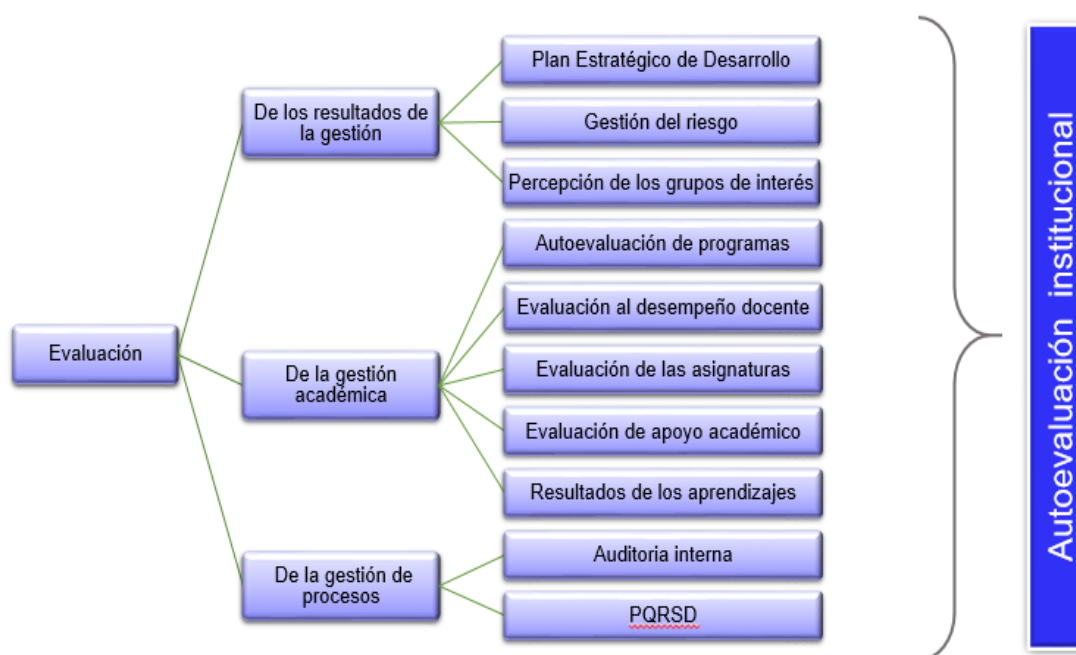 Plan Estratégico de Desarrollo
De los resultados de
la gestión
Gestión del riesgo
Percepción de los grupos de interés
Autoevaluación de programas
Evaluación al desempeño docente
Evaluación
De la gestión
académica
Evaluación de las asignaturas
Evaluación de apoyo académico
Resultados de los aprendizajes
De la gestión de
procesos
Auditoria interna
PQRSD
Autoevaluación institucional